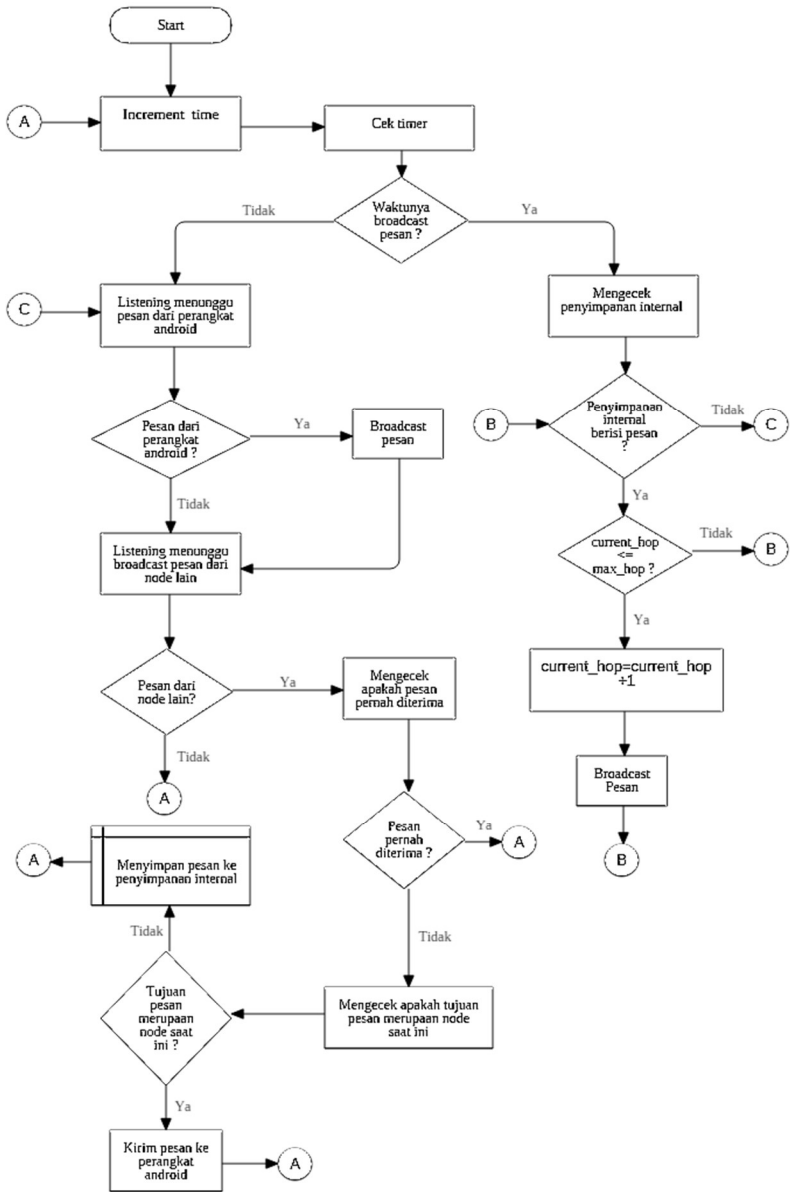 Start
A
Increment time
Cek timer
Waktunya
broadcast
pesan ?
Tidak
Ya
C
Listening menunggu
pesan dari perangkat
android
Mengecek
penyimpanan internal
Pesan dari
perangkat
android ?
Ya
Broadcast
pesan
B
Penyimpanan
internal
berisi pesan
?
Tidak
C
Tidak
Ya
Listening menunggu
broadcast pesan dari
node lain
current_hop
<=
max_hop ?
Tidak
B
Ya
Pesan dari
node lain?
Ya
Mengecek
apakah pesan
pernah diterima
current_hop=current_hop
+1
Tidak
A
Broadcast
Pesan
Pesan
pernah
diterima ?
Ya
A
B
A
Menyimpan pesan ke
penyimpanan internal
Tidak
Tidak
Tujuan
pesan
merupaan
node saat
ini ?
Mengecek apakah tujuan
pesan merupaan node
saat ini
Ya
Kirim pesan ke
perangkat
android
A